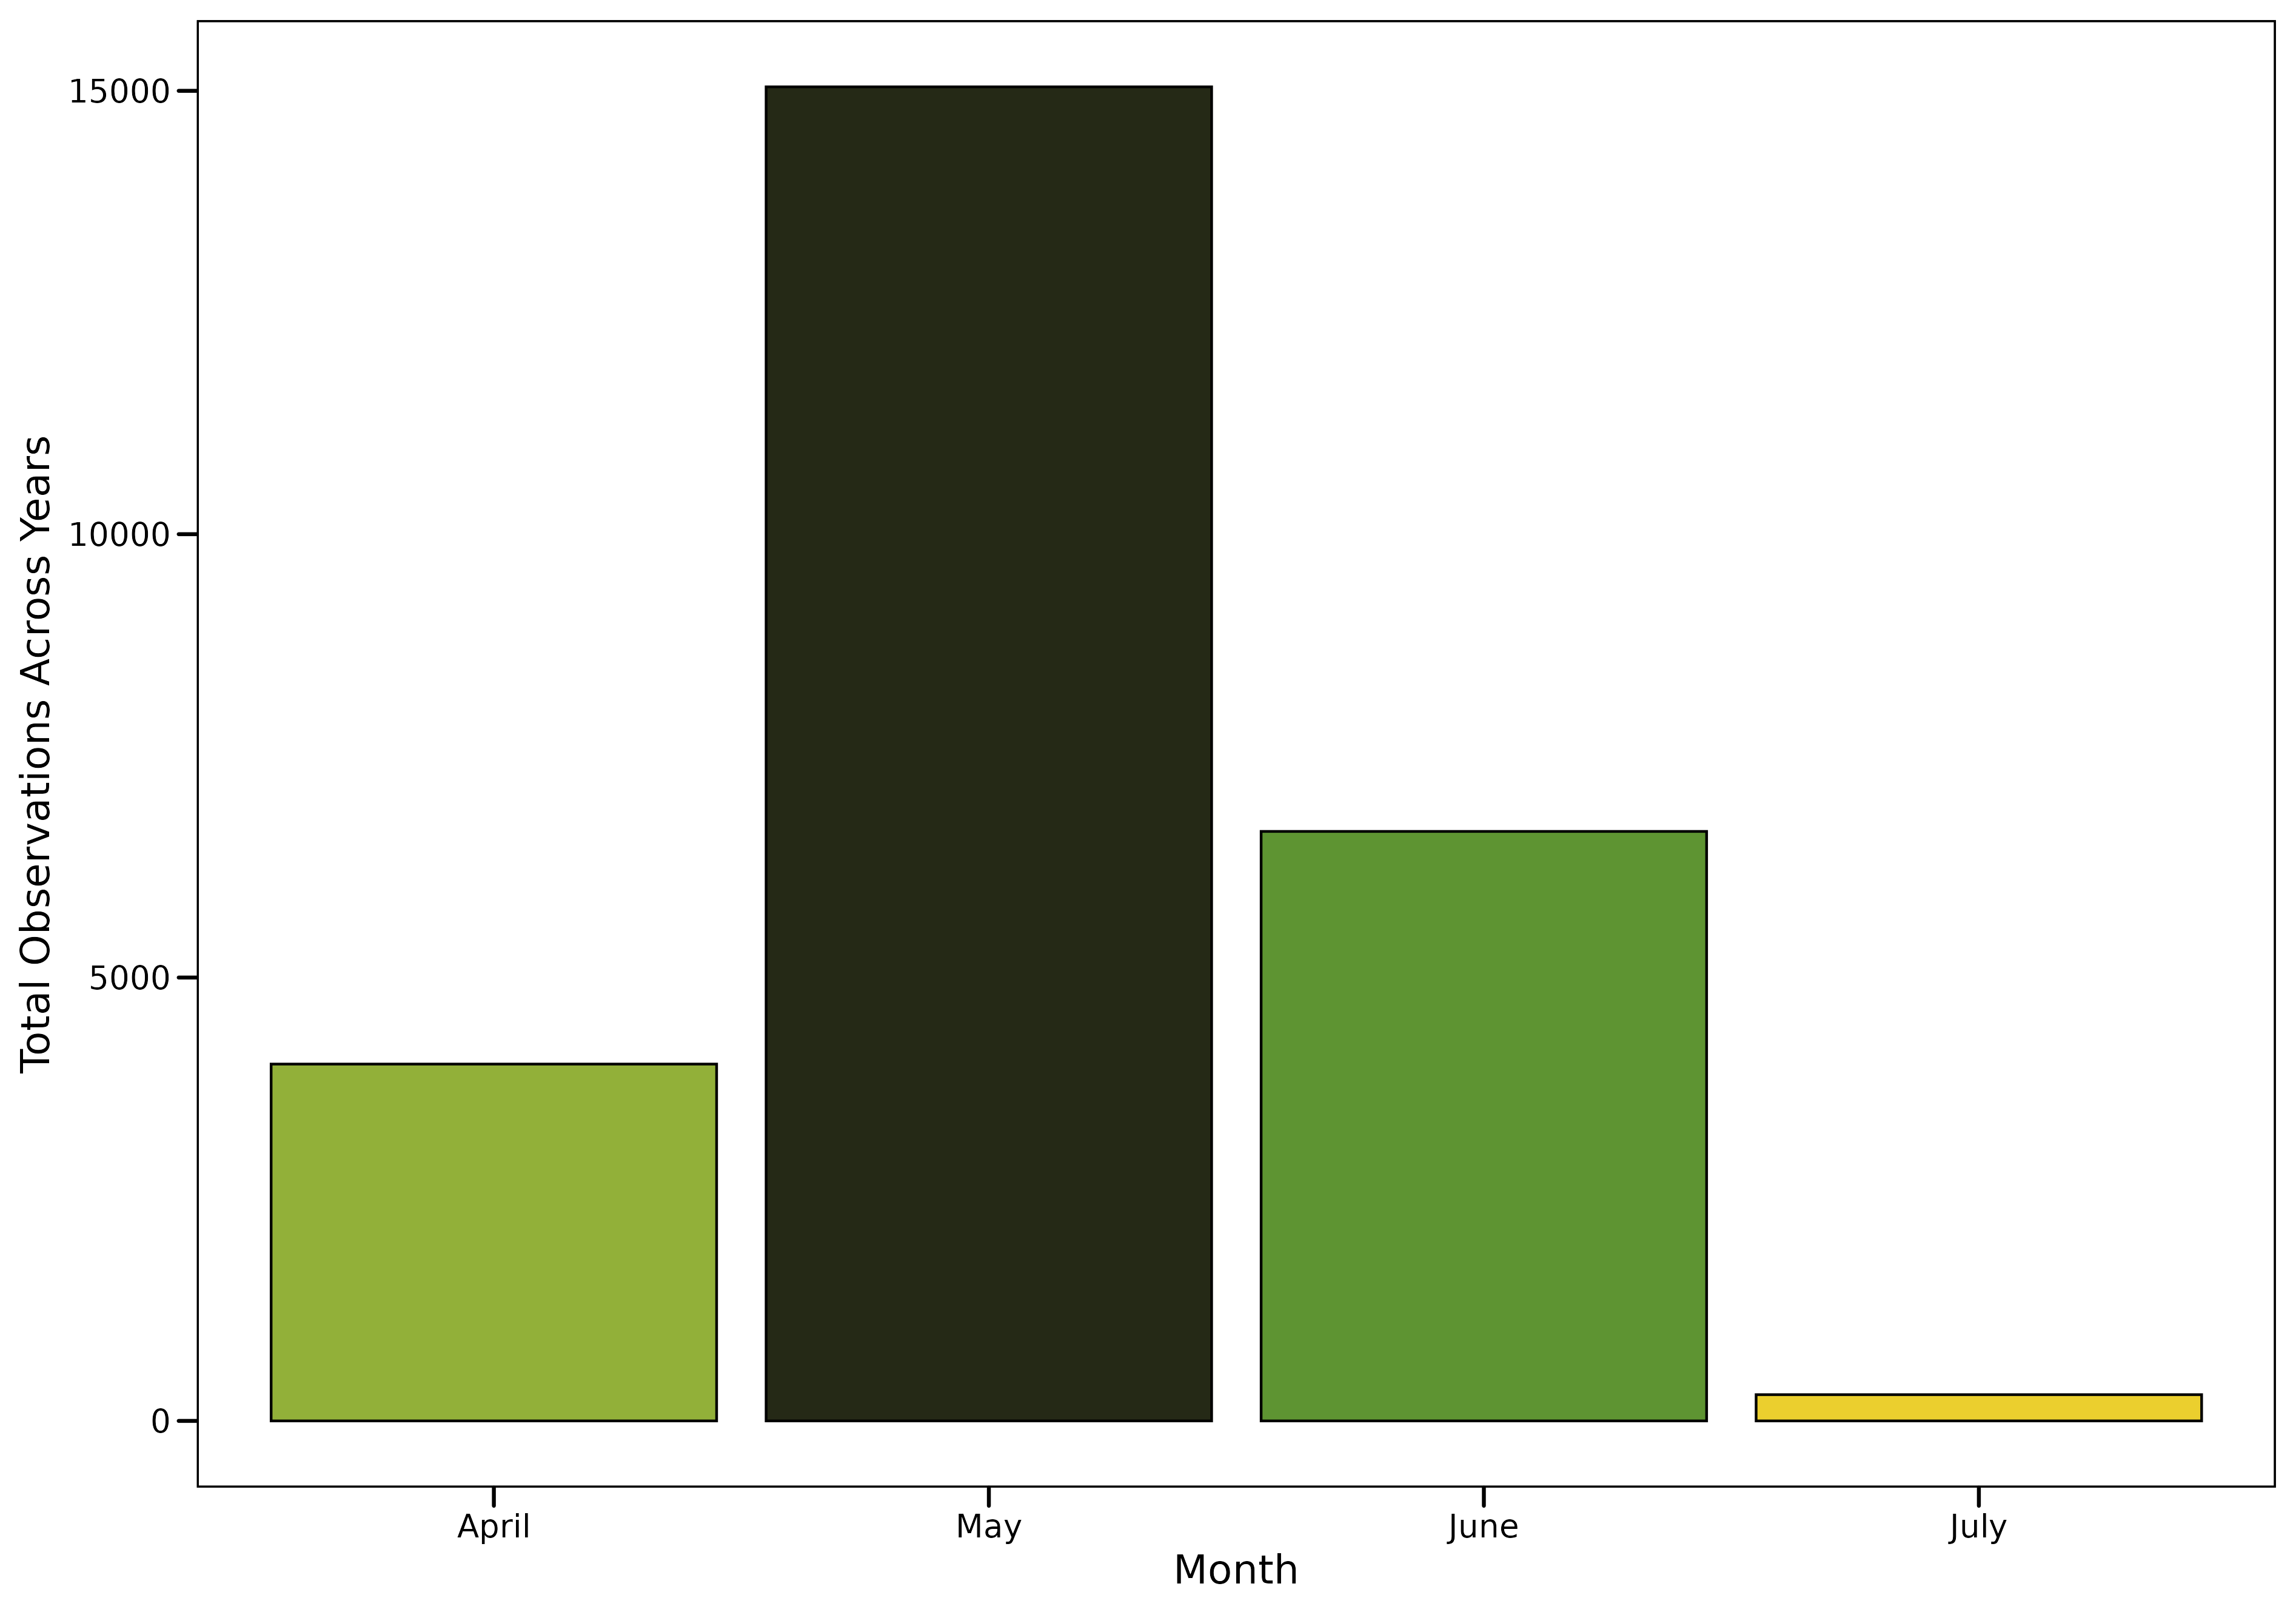 Total Observations Across Years
15000
10000
5000
0
April
May
June
July
Month